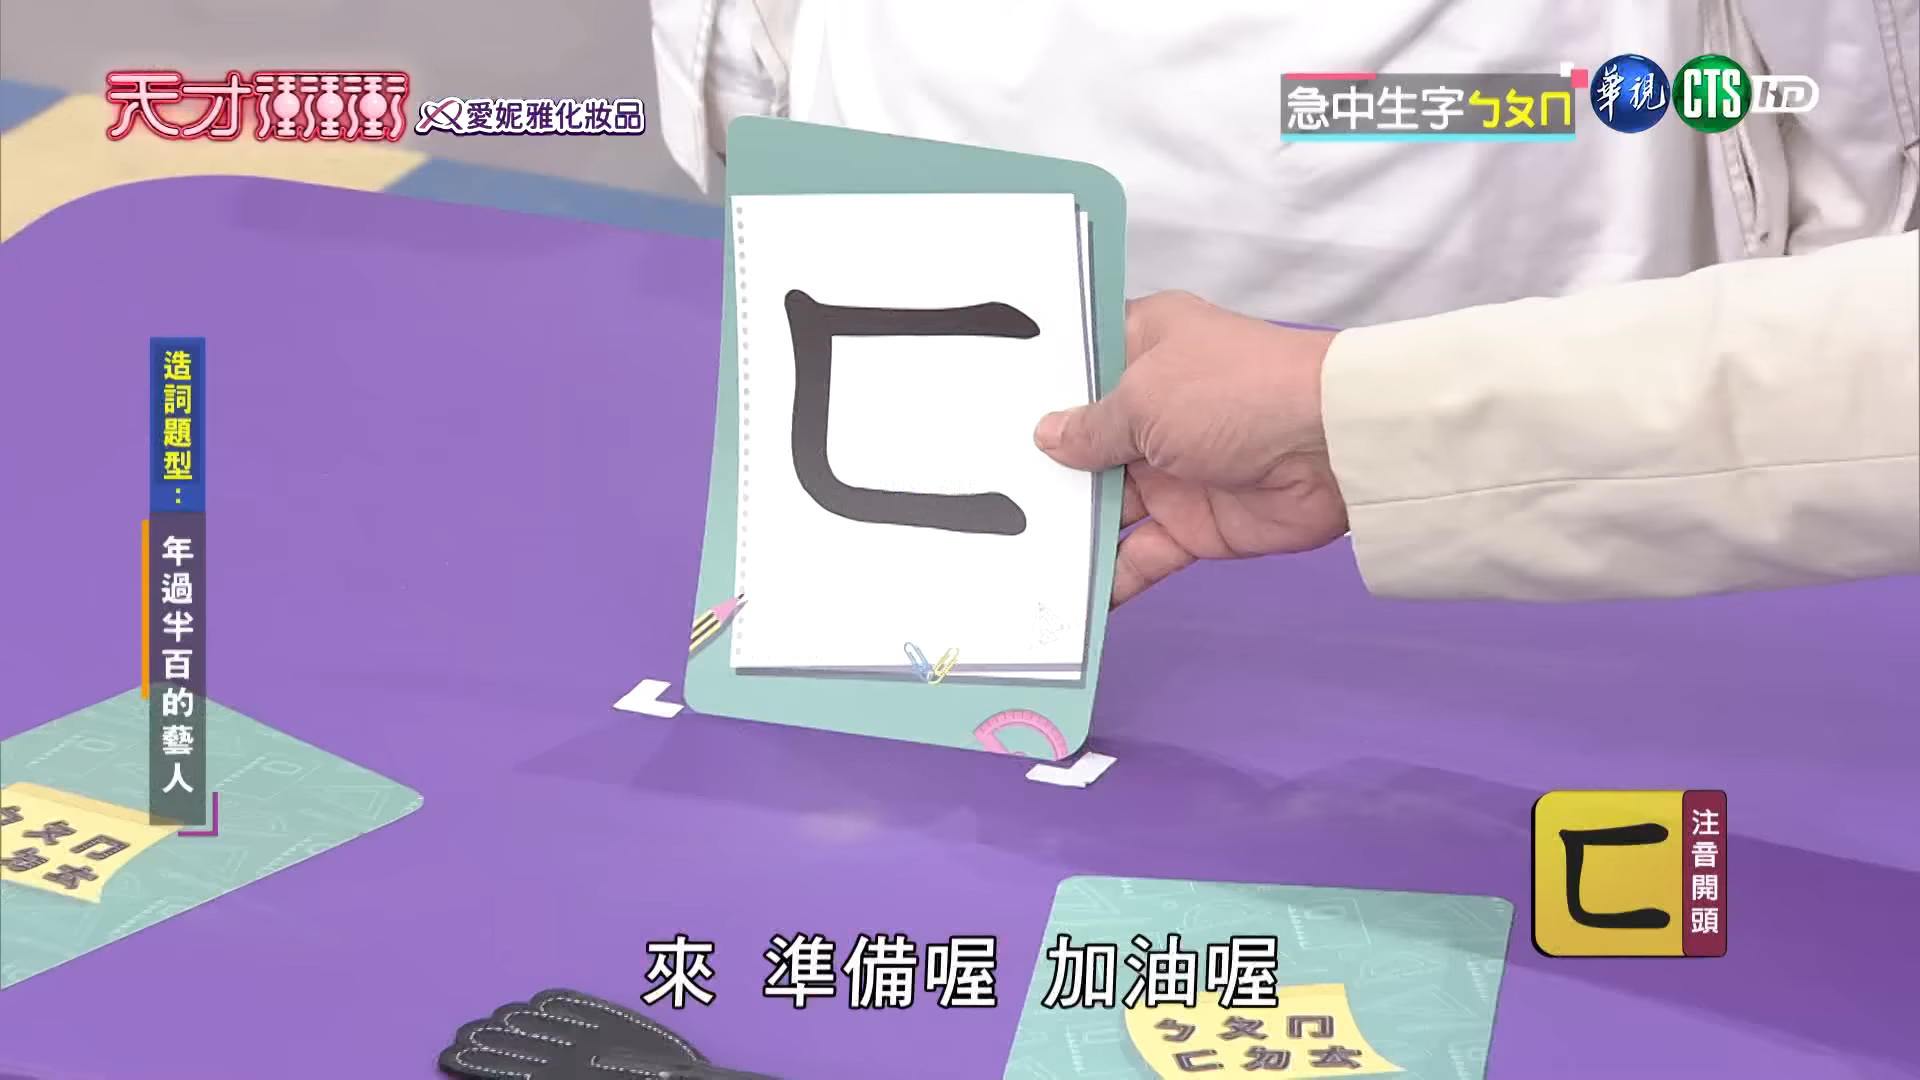 天才衝衝衝
愛妮雅化妝品
急中生字ㄅㄆㄇ
華視
CTS
HD
ㄈ
造詞題型：
年過半百的藝人
ㄅㄆㄇ
ㄈㄉㄊ
ㄈ
注音開頭
來 準備喔 加油喔
ㄅㄆㄇ
ㄈㄉㄊ